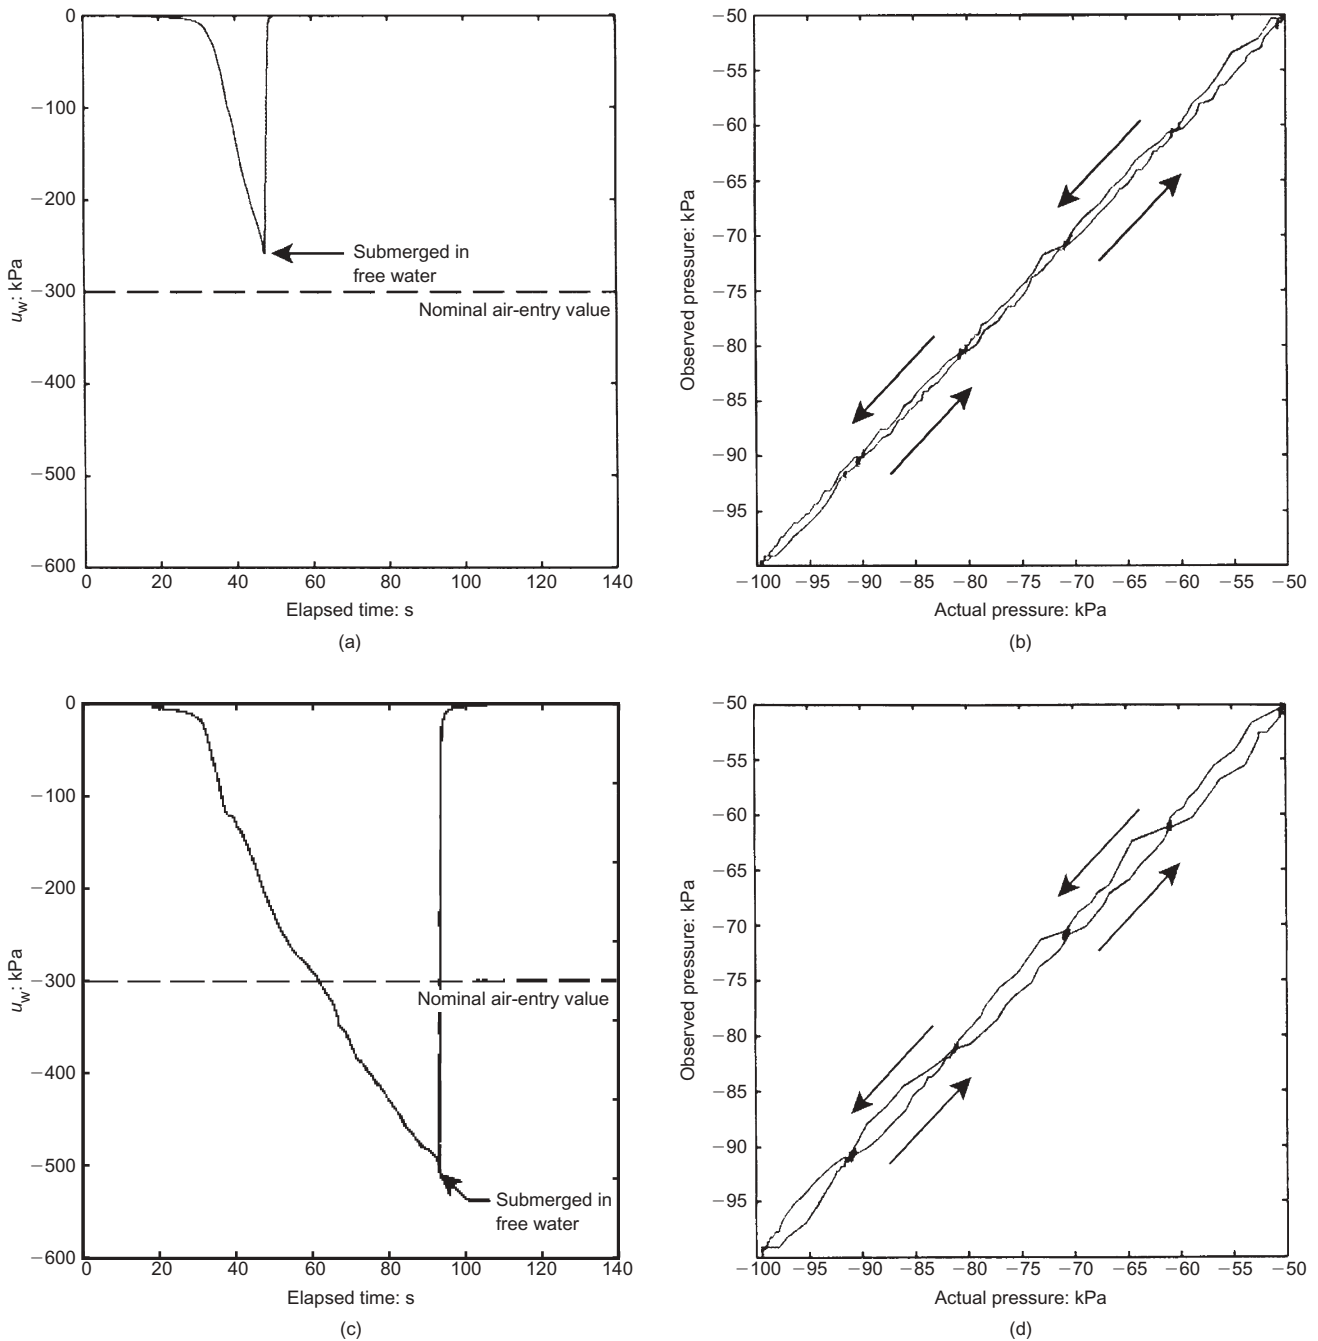 0
−100
−200
−300
−400
−500
−600
u_w: kPa
Submerged in
free water
Nominal air-entry value
0 20 40 60 80 100 120 140
Elapsed time: s
(a)
−50
−55
−60
−65
−70
−75
−80
−85
−90
−95
Observed pressure: kPa
−100 −95 −90 −85 −80 −75 −70 −65 −60 −55 −50
Actual pressure: kPa
(b)
0
−100
−200
−300
−400
−500
−600
u_w: kPa
Nominal air-entry value
Submerged in
free water
0 20 40 60 80 100 120 140
Elapsed time: s
(c)
−50
−55
−60
−65
−70
−75
−80
−85
−90
−95
Observed pressure: kPa
−100 −95 −90 −85 −80 −75 −70 −65 −60 −55 −50
Actual pressure: kPa
(d)